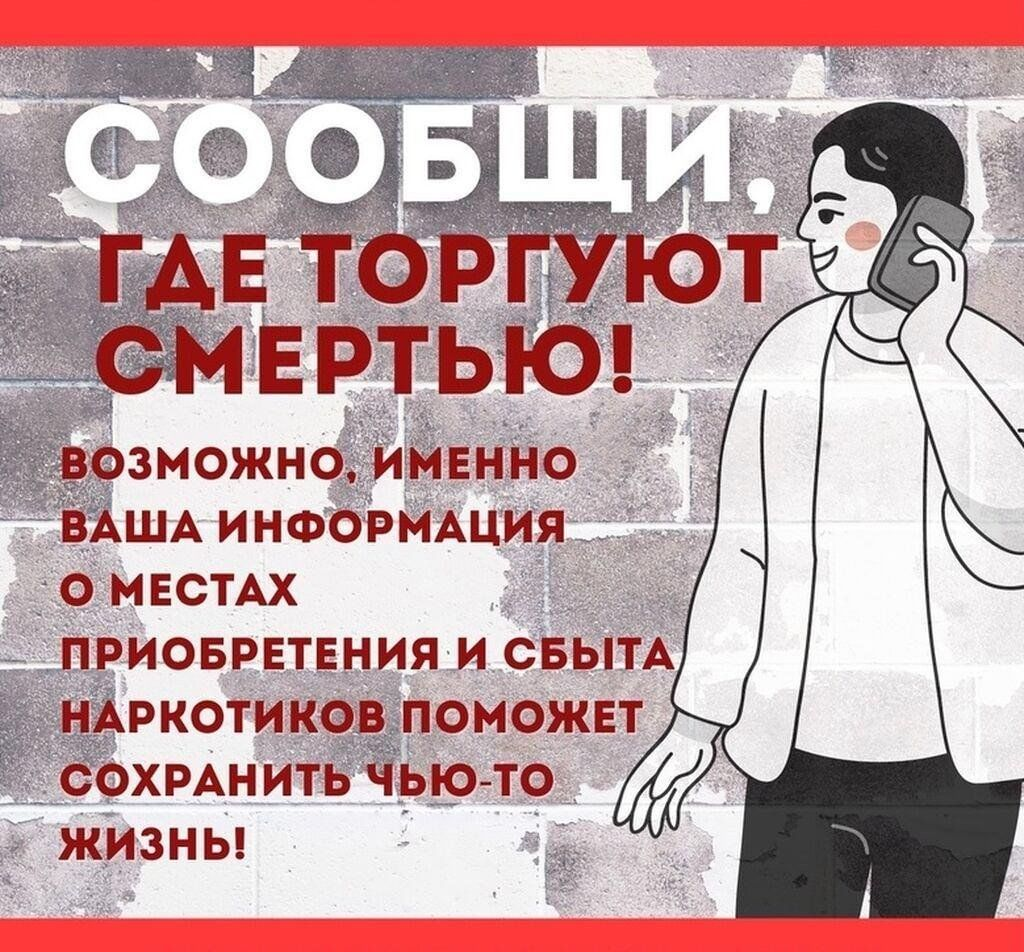 СООБЩИ,
ГДЕ ТОРГУЮТ
СМЕРТЬЮ!
ВОЗМОЖНО, ИМЕННО
ВАША ИНФОРМАЦИЯ
О МЕСТАХ
ПРИОБРЕТЕНИЯ И СБЫТА
НАРКОТИКОВ ПОМОЖЕТ
СОХРАНИТЬ ЧЬЮ-ТО
ЖИЗНЬ!